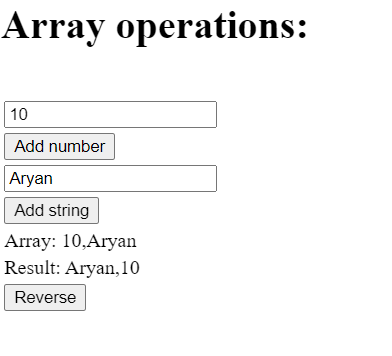 Array operations:
10
Add number
Aryan
Add string
Array: 10,Aryan
Result: Aryan,10
Reverse